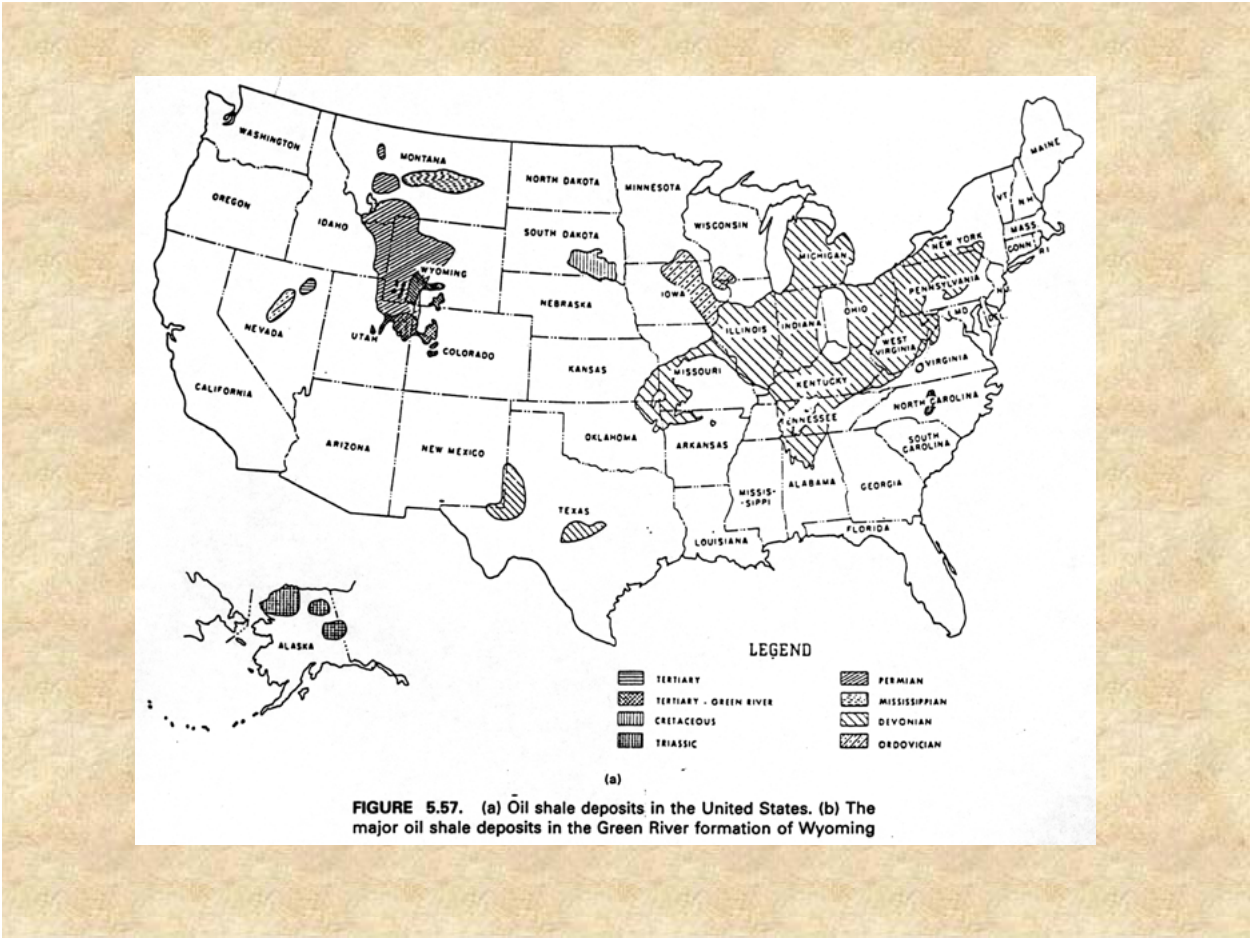 WASHINGTON
MONTANA
NORTH DAKOTA
MINNESOTA
MAINE
OREGON
IDAHO
SOUTH DAKOTA
WISCONSIN
VT
NH
MASS
CONN
RI
NEW YORK
MICHIGAN
WYOMING
NEBRASKA
IOWA
PENNSYLVANIA
N.J.
NEVADA
UTAH
COLORADO
ILLINOIS
INDIANA
OHIO
MD
DEL.
WEST
VIRGINIA
VIRGINIA
CALIFORNIA
KANSAS
MISSOURI
KENTUCKY
NORTH CAROLINA
ARIZONA
NEW MEXICO
OKLAHOMA
ARKANSAS
TENNESSEE
SOUTH
CAROLINA
TEXAS
MISSIS-
-SIPPI
ALABAMA
GEORGIA
LOUISIANA
FLORIDA
ALASKA
LEGEND
TERTIARY
TERTIARY - GREEN RIVER
CRETACEOUS
TRIASSIC
PERMIAN
MISSISSIPPIAN
DEVONIAN
ORDOVICIAN
(a)
FIGURE 5.57. (a) Oil shale deposits in the United States. (b) The
major oil shale deposits in the Green River formation of Wyoming